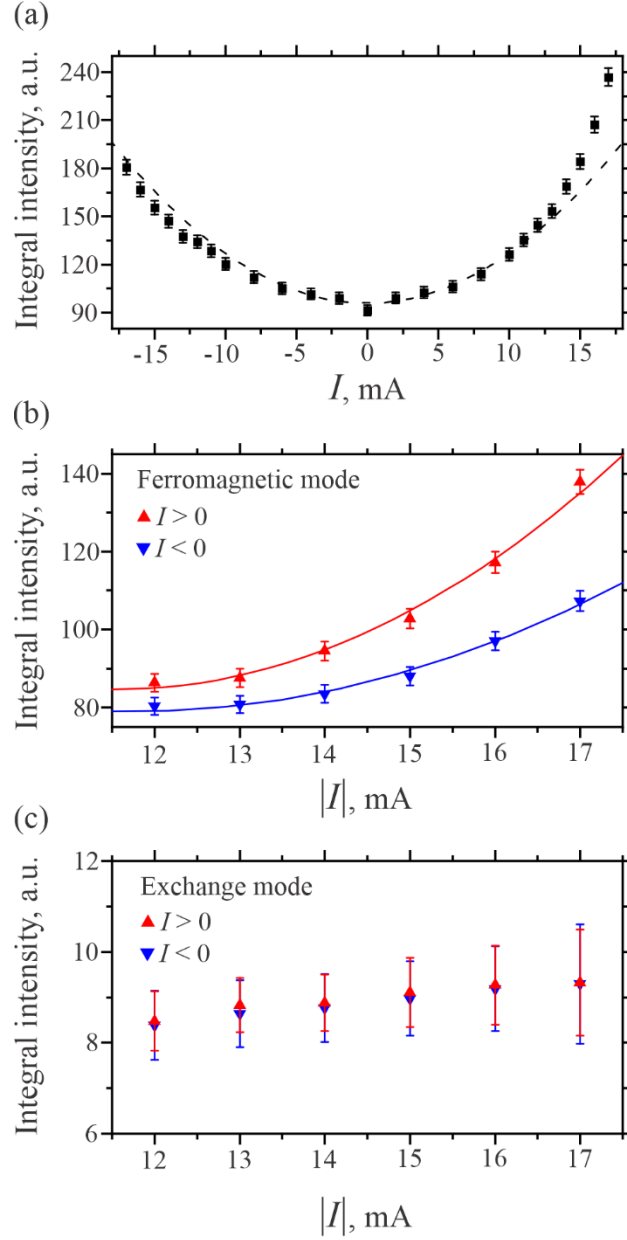 (a)
Integral intensity, a.u.
240
210
180
150
120
90
-15 -10 -5 0 5 10 15
I, mA
(b)
Integral intensity, a.u.
140
120
100
80
Ferromagnetic mode
I > 0
I < 0
12 13 14 15 16 17
|I|, mA
(c)
Integral intensity, a.u.
12
10
8
6
Exchange mode
I > 0
I < 0
12 13 14 15 16 17
|I|, mA